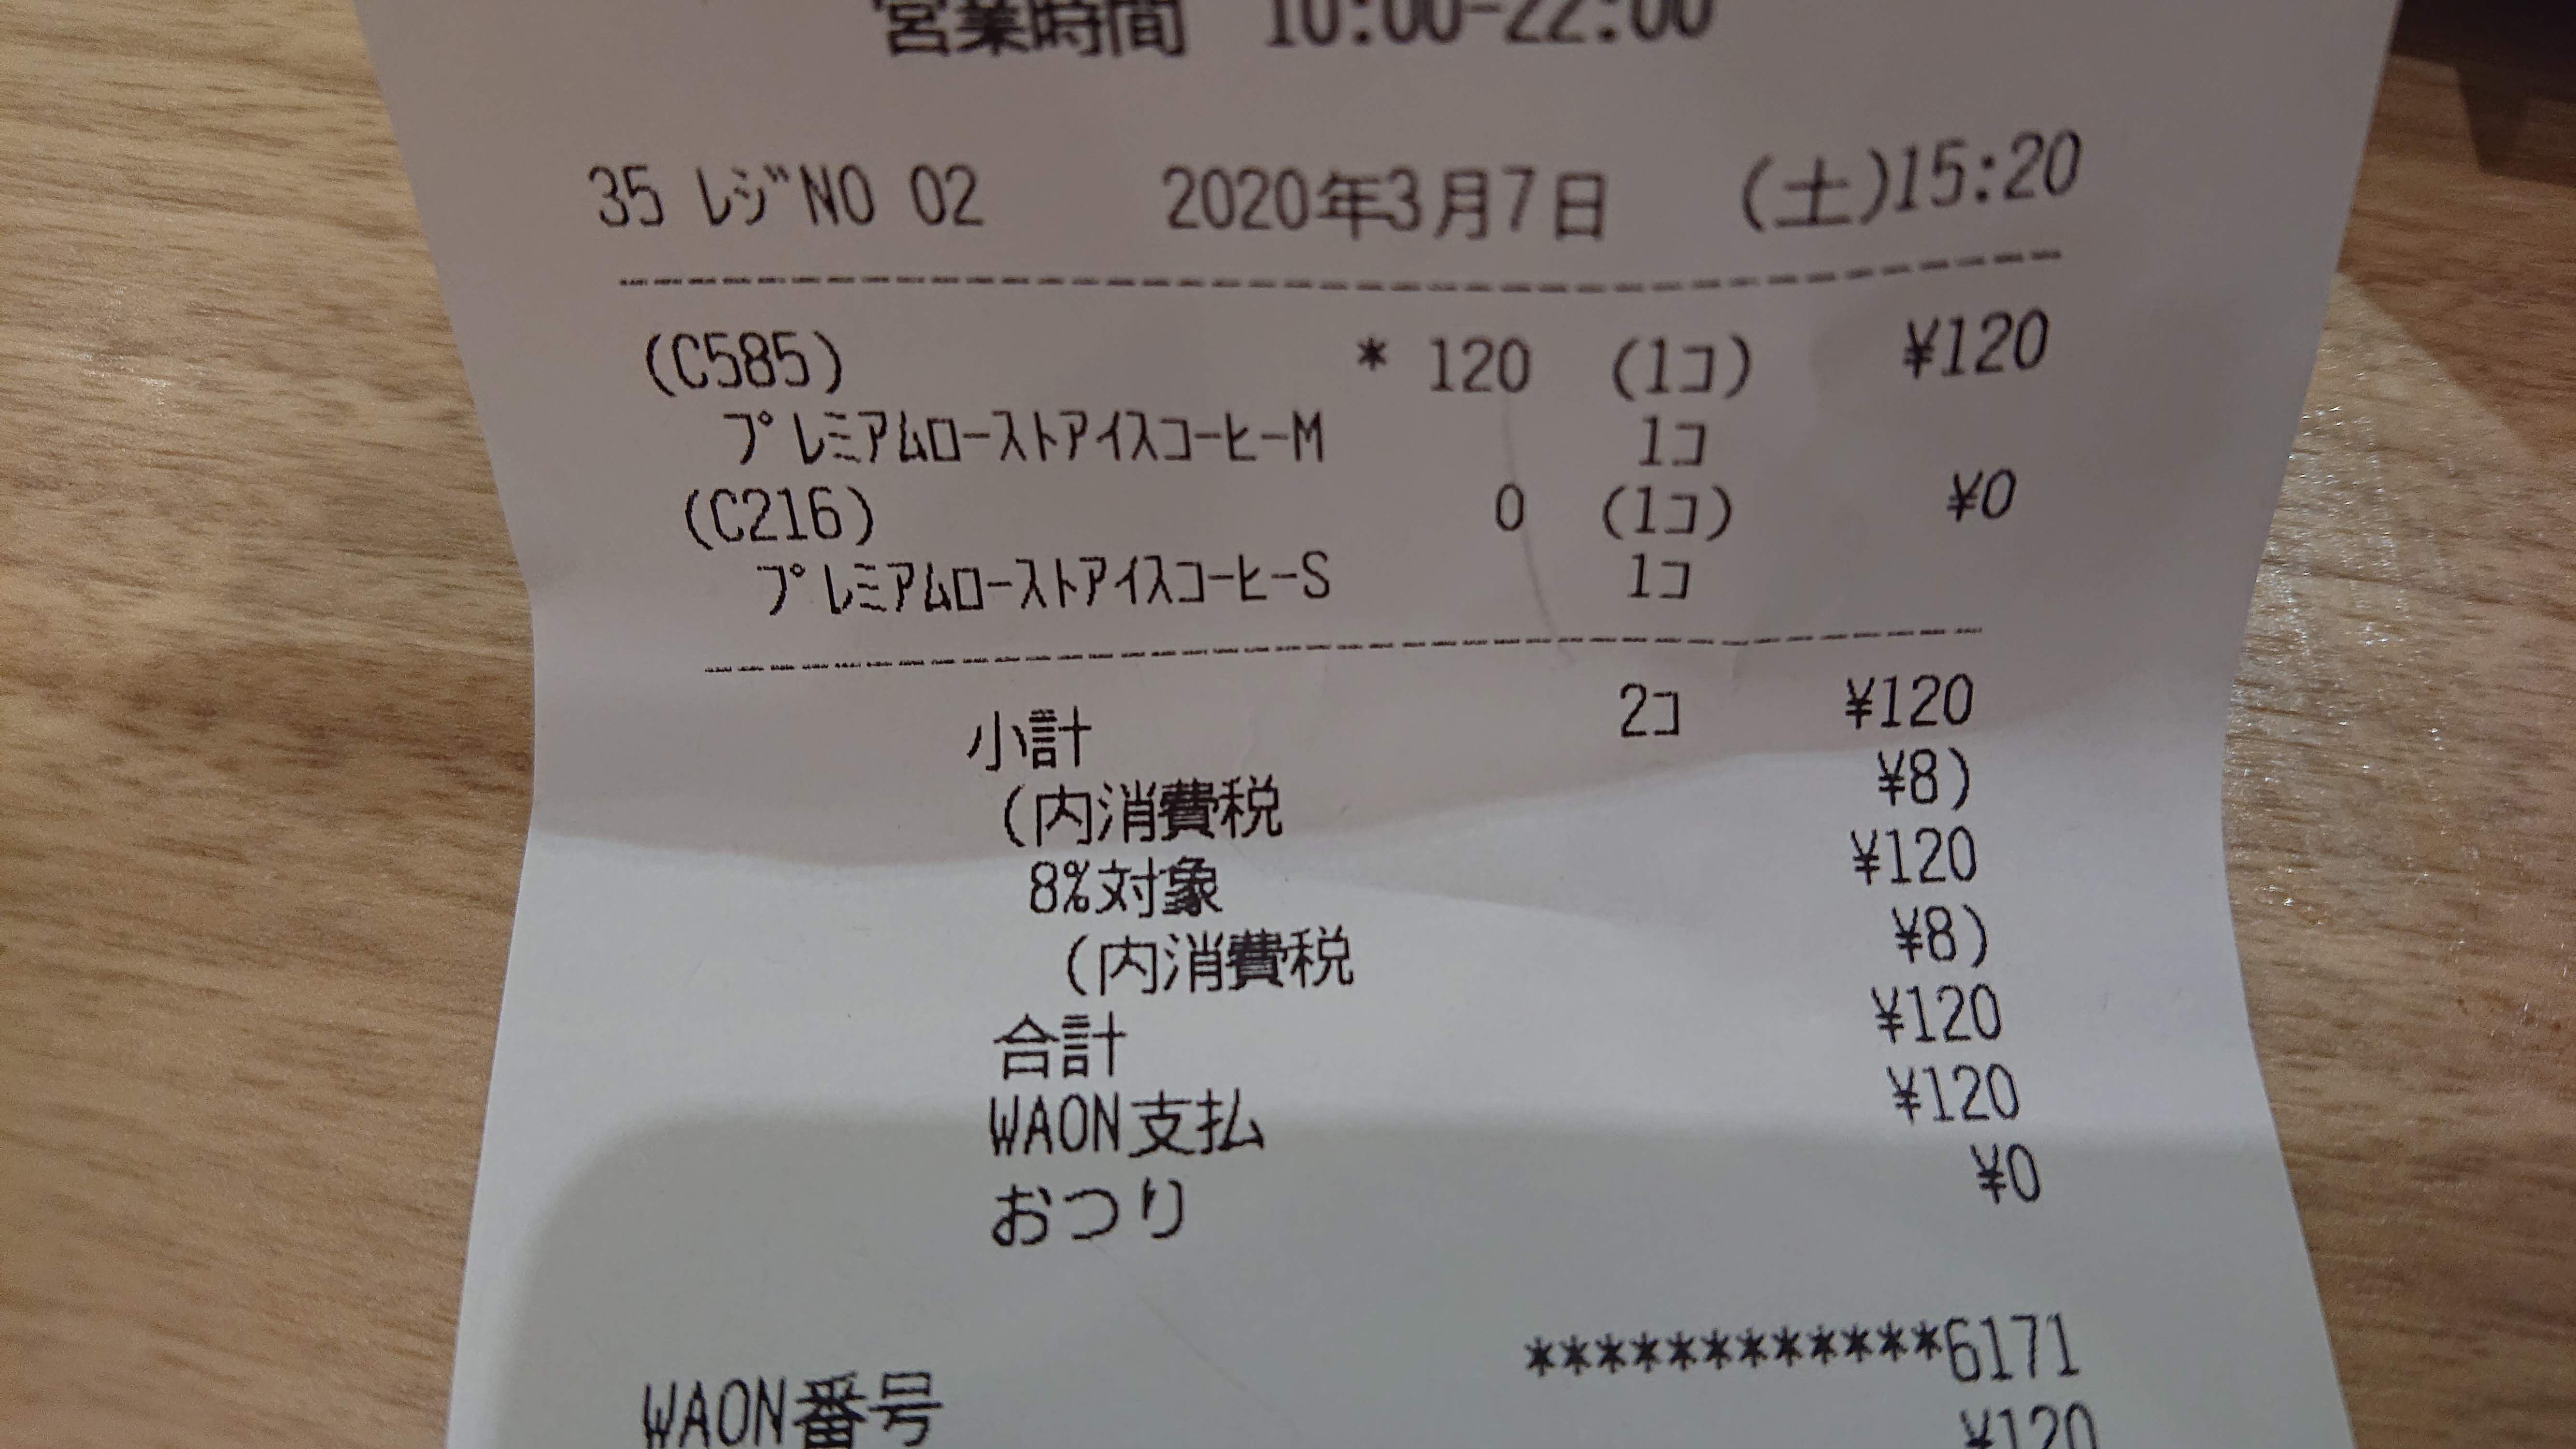 営業時間 10:00-22:00
35 ﾚｼﾞNO 02 2020年3月7日 (土)15:20
(C585) * 120 (1コ) ¥120
ﾌﾟﾚﾐｱﾑﾛｰｽﾄｱｲｽｺｰﾋｰM 1コ
(C216) 0 (1コ) ¥0
ﾌﾟﾚﾐｱﾑﾛｰｽﾄｱｲｽｺｰﾋｰS 1コ
小計 2コ ¥120
(内消費税 ¥8)
8%対象 ¥120
(内消費税 ¥8)
合計 ¥120
WAON支払 ¥120
おつり ¥0
WAON番号 ************6171
¥120